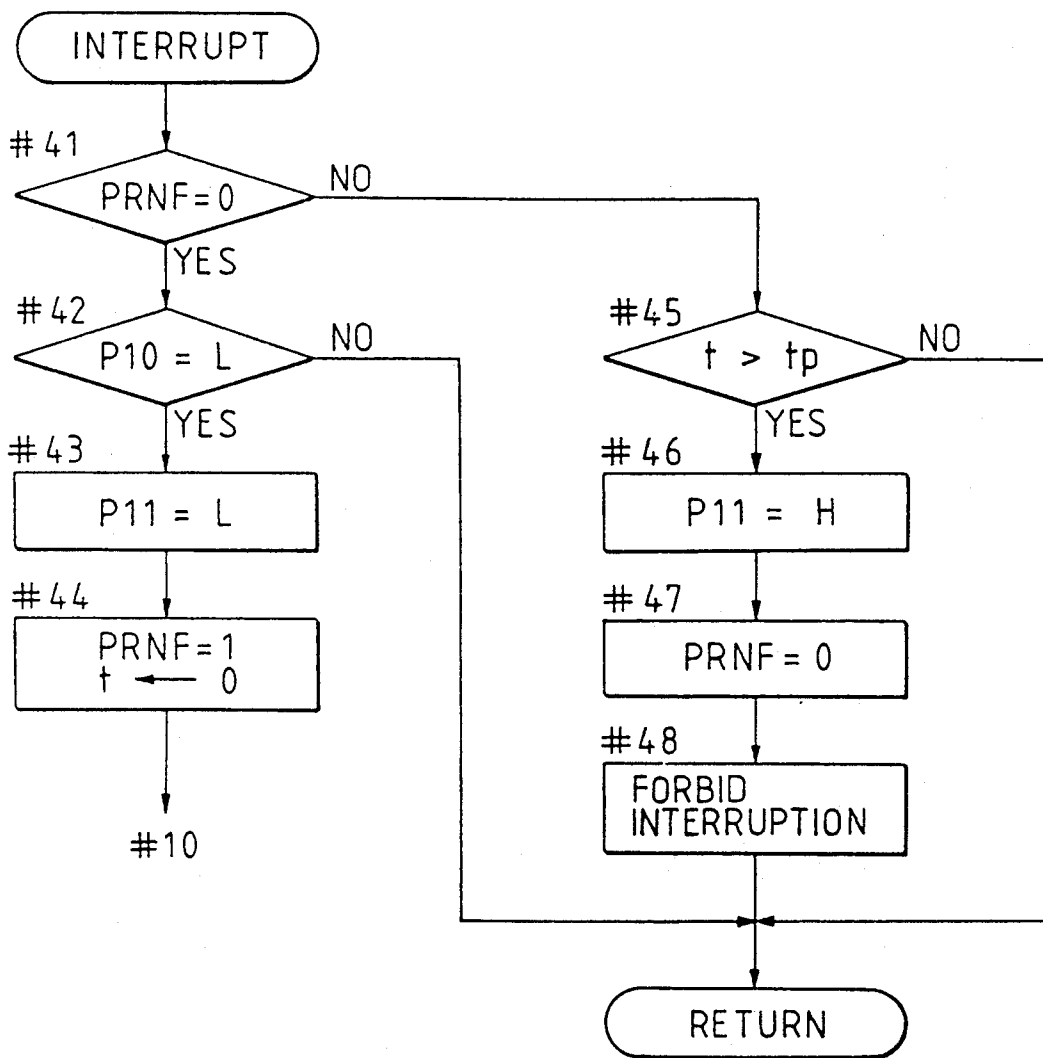 INTERRUPT
#41
PRNF=0
NO
YES
#42
P10 = L
NO
YES
#43
P11 = L
#44
PRNF=1
t ← 0
#10
#45
t > tp
NO
YES
#46
P11 = H
#47
PRNF=0
#48
FORBID
INTERRUPTION
RETURN